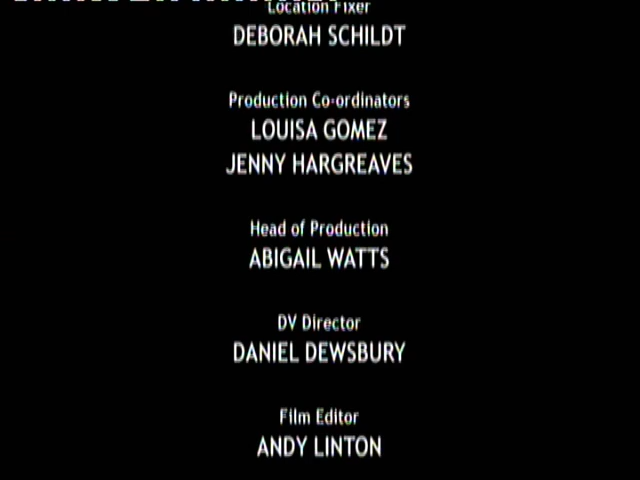 Location Fixer
DEBORAH SCHILDT
Production Co-ordinators
LOUISA GOMEZ
JENNY HARGREAVES
Head of Production
ABIGAIL WATTS
DV Director
DANIEL DEWSBURY
Film Editor
ANDY LINTON